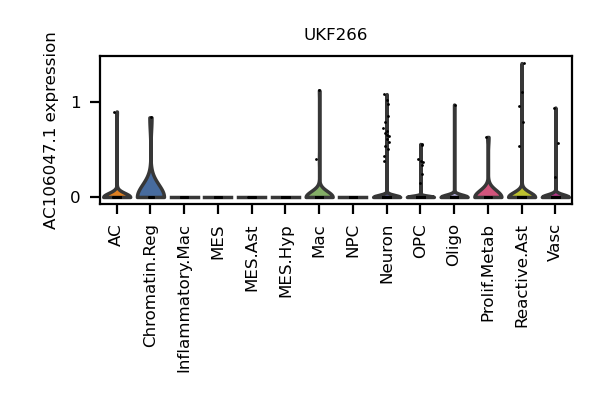 UKF266
AC106047.1 expression
1
0
AC
Chromatin.Reg
Inflammatory.Mac
MES
MES.Ast
MES.Hyp
Mac
NPC
Neuron
OPC
Oligo
Prolif.Metab
Reactive.Ast
Vasc